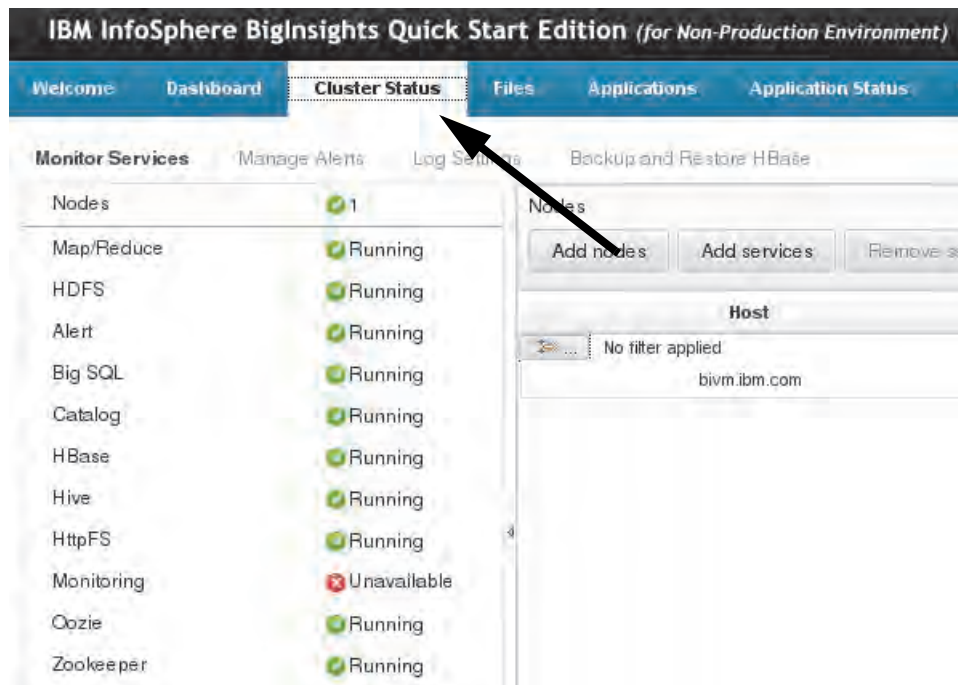 IBM InfoSphere BigInsights Quick Start Edition (for Non-Production Environment)
Welcome Dashboard Cluster Status Files Applications Application Status
Monitor Services Manage Alerts Log Settings Backup and Restore HBase
Nodes 1
Map/Reduce Running
HDFS Running
Alert Running
Big SQL Running
Catalog Running
HBase Running
Hive Running
HttpFS Running
Monitoring Unavailable
Oozie Running
Zookeeper Running
Nodes
Add nodes Add services Remove
Host
... No filter applied
bivm.ibm.com